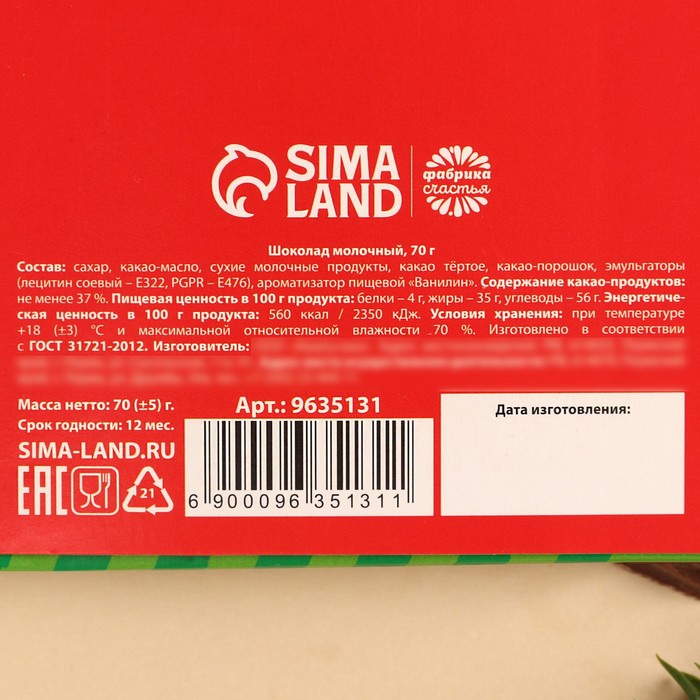 SIMA
LAND
фабрика
счастья
Шоколад молочный, 70 г
Состав: сахар, какао-масло, сухие молочные продукты, какао тёртое, какао-порошок, эмульгаторы
(лецитин соевый – Е322, PGPR – Е476), ароматизатор пищевой «Ванилин». Содержание какао-продуктов:
не менее 37 %. Пищевая ценность в 100 г продукта: белки – 4 г, жиры – 35 г, углеводы – 56 г. Энергетиче-
ская ценность в 100 г продукта: 560 ккал / 2350 кДж. Условия хранения: при температуре
+18 (±3) °С и максимальной относительной влажности 70 %. Изготовлено в соответствии
с ГОСТ 31721-2012. Изготовитель:
Масса нетто: 70 (±5) г.
Срок годности: 12 мес.
SIMA-LAND.RU
EAC
21
Арт.: 9635131
6 900096 351311
Дата изготовления: